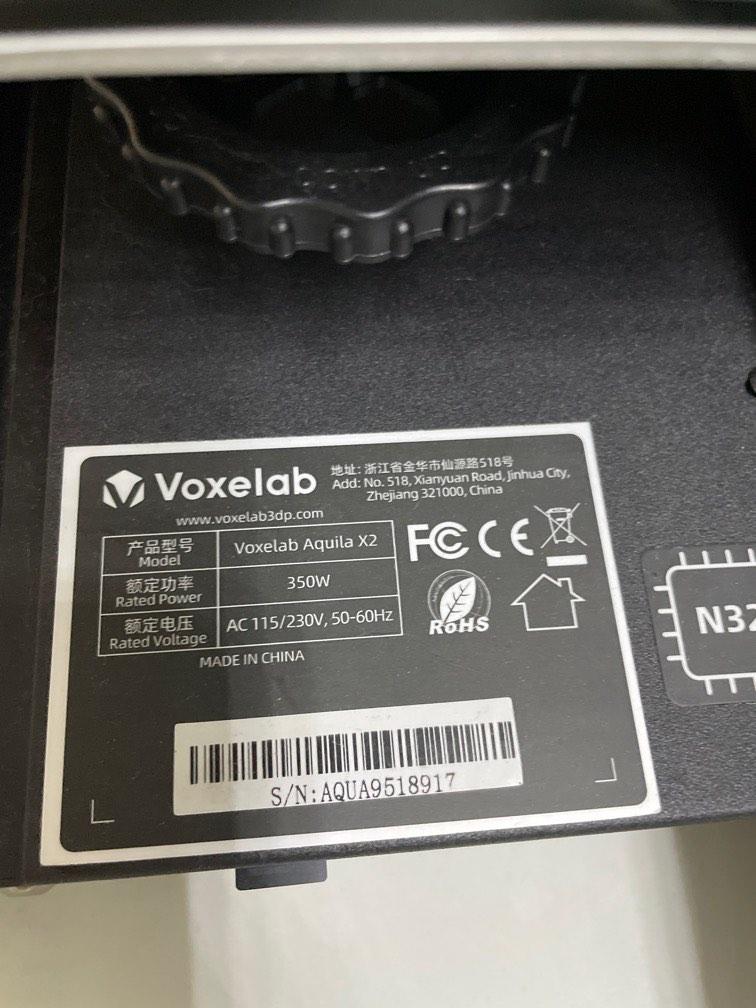 Voxelab
地址: 浙江省金华市仙源路518号
Add: No. 518, Xianyuan Road, Jinhua City,
Zhejiang 321000, China
www.voxelab3dp.com
产品型号
Model
Voxelab Aquila X2
额定功率
Rated Power
350W
额定电压
Rated Voltage
AC 115/230V, 50-60Hz
MADE IN CHINA
FC CE
RoHS
S/N:AQUA9518917
N32